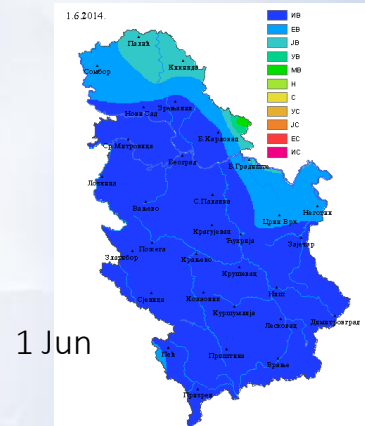 1.6.2014.
ИВ
ЕВ
ЈВ
УВ
МВ
Н
С
УС
ЈС
ЕС
ИС
Палић
Сомбор
Кикинда
Зрењанин
Нови Сад
Б.Карловац
Ср.Митровица
Београд
В.Градиште
Лозница
Ваљево
С.Паланка
Неготин
Црни Врх
Крагујевац
Ћуприја
Зајечар
Пожега
Златибор
Краљево
Крушевац
Сјеница
Копаоник
Ниш
Куршумлија
Лесковац
Димитровград
1 Jun
Пећ
Приштина
Врање
Призрен